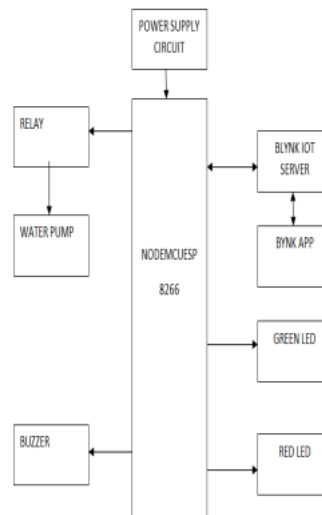 POWER SUPPLY
CIRCUIT
RELAY
BLYNK IOT
SERVER
WATER PUMP
NODEMCUESP
8266
BYNK APP
GREEN LED
BUZZER
RED LED